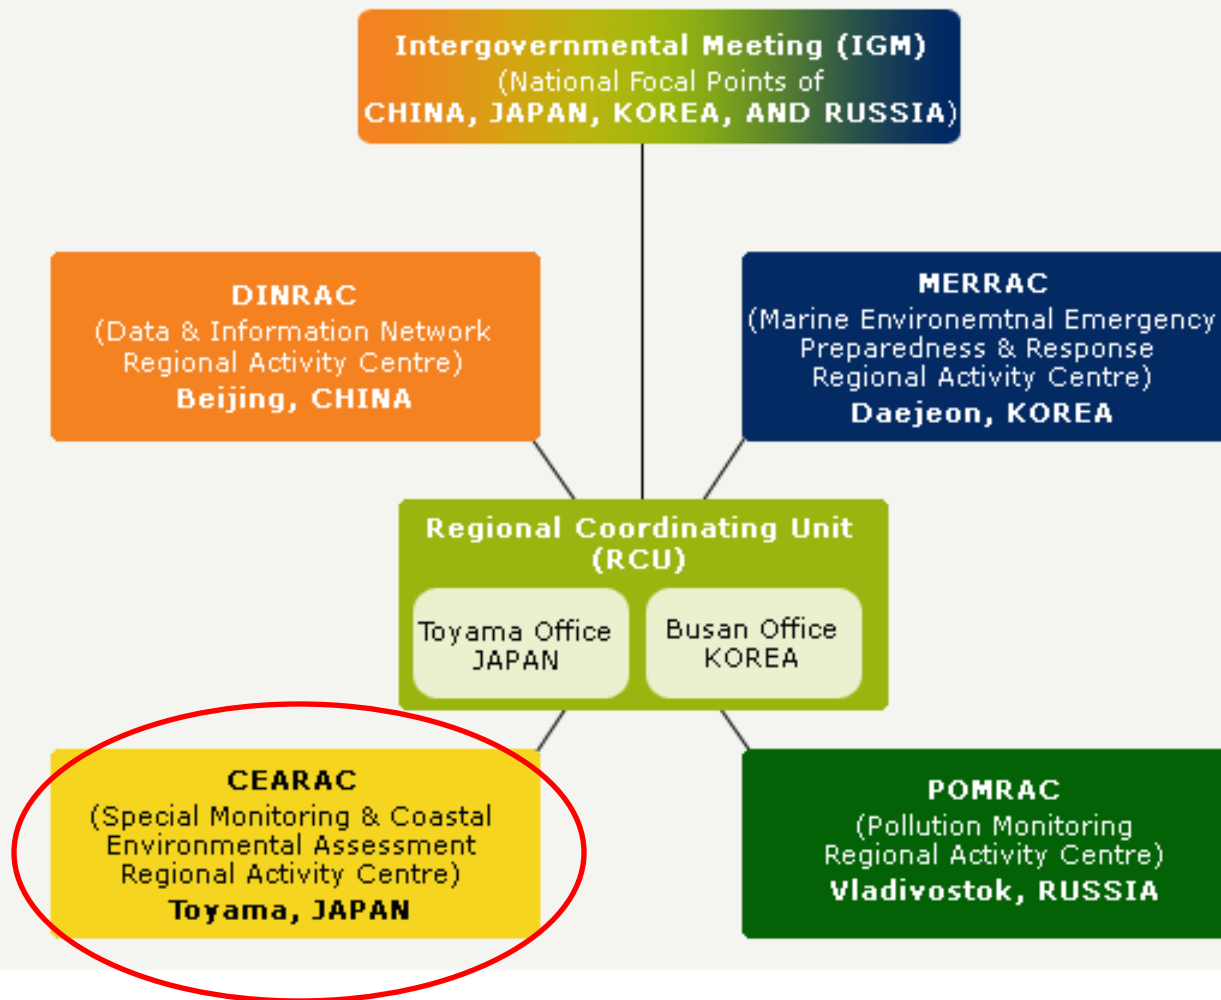 Intergovernmental Meeting (IGM)
(National Focal Points of
CHINA, JAPAN, KOREA, AND RUSSIA)
DINRAC
(Data & Information Network
Regional Activity Centre)
Beijing, CHINA
MERRAC
(Marine Environemtnal Emergency
Preparedness & Response
Regional Activity Centre)
Daejeon, KOREA
Regional Coordinating Unit
(RCU)
Toyama Office
JAPAN
Busan Office
KOREA
CEARAC
(Special Monitoring & Coastal
Environmental Assessment
Regional Activity Centre)
Toyama, JAPAN
POMRAC
(Pollution Monitoring
Regional Activity Centre)
Vladivostok, RUSSIA